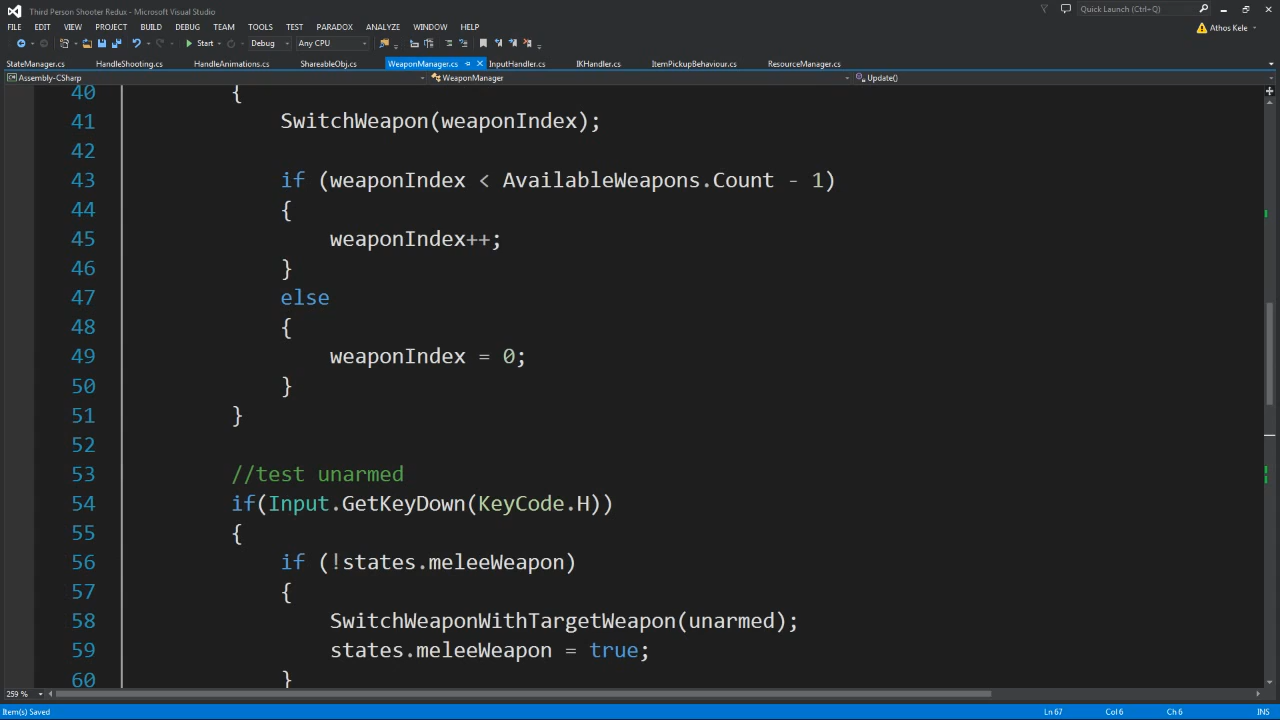 Third Person Shooter Redux - Microsoft Visual Studio
Quick Launch (Ctrl+Q)
FILE EDIT VIEW PROJECT BUILD DEBUG TEAM TOOLS TEST PARADOX ANALYZE WINDOW HELP
Athos Kele
Start Debug Any CPU
StateManager.cs HandleShooting.cs HandleAnimations.cs ShareableObj.cs WeaponManager.cs InputHandler.cs IKHandler.cs ItemPickupBehaviour.cs ResourceManager.cs
Assembly-CSharp WeaponManager Update()
40 {
41 SwitchWeapon(weaponIndex);
42
43 if (weaponIndex < AvailableWeapons.Count - 1)
44 {
45 weaponIndex++;
46 }
47 else
48 {
49 weaponIndex = 0;
50 }
51 }
52
53 //test unarmed
54 if(Input.GetKeyDown(KeyCode.H))
55 {
56 if (!states.meleeWeapon)
57 {
58 SwitchWeaponWithTargetWeapon(unarmed);
59 states.meleeWeapon = true;
60 }
259 %
Item(s) Saved Ln 67 Col 6 Ch 6 INS